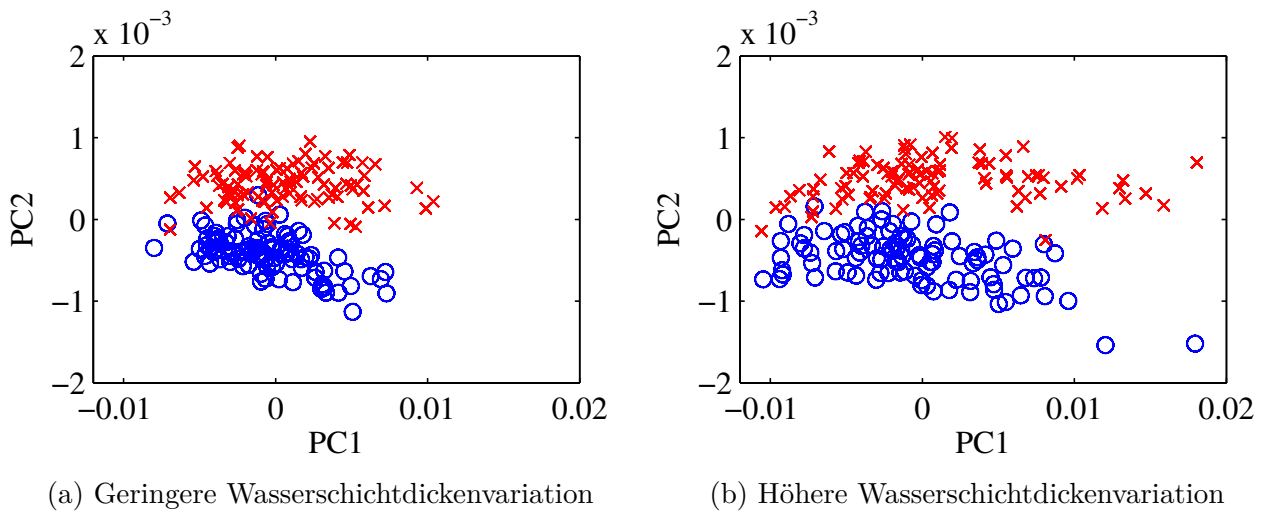 x 10⁻³
2
1
0
−1
−2
−0.01
0
0.01
0.02
PC1
PC2
(a) Geringere Wasserschichtdickenvariation
x 10⁻³
2
1
0
−1
−2
−0.01
0
0.01
0.02
PC1
PC2
(b) Höhere Wasserschichtdickenvariation